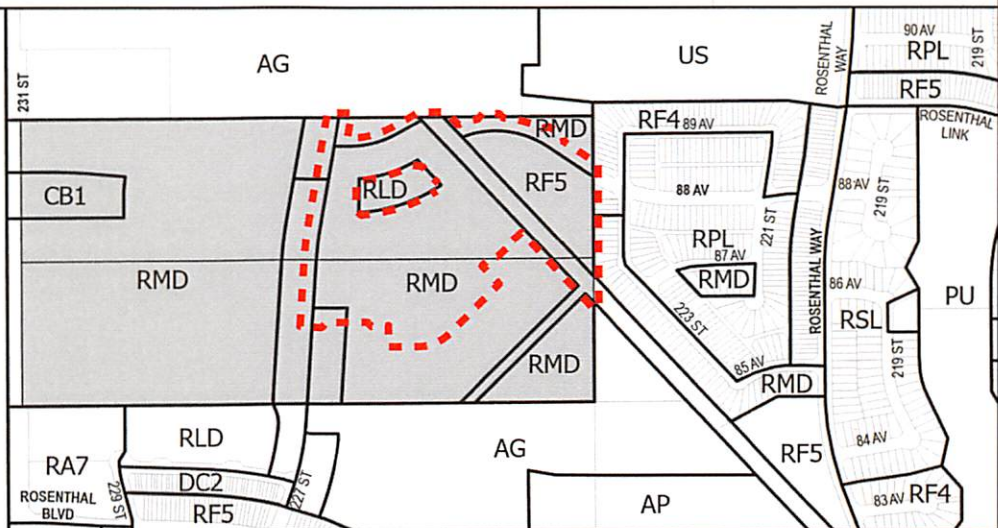 90 AV
RPL
219 ST
ROSENTHAL WAY
US
AG
RF5
231 ST
ROSENTHAL LINK
RMD
RF4
89 AV
RLD
RF5
CB1
88 AV
88 AV
219 ST
221 ST
RPL
87 AV
RMD
RMD
RMD
ROSENTHAL WAY
86 AV
PU
RSL
223 ST
219 ST
85 AV
RMD
RMD
RLD
AG
RF5
84 AV
RA7
DC2
229 ST
227 ST
ROSENTHAL BLVD
RF5
AP
83 AV
RF4